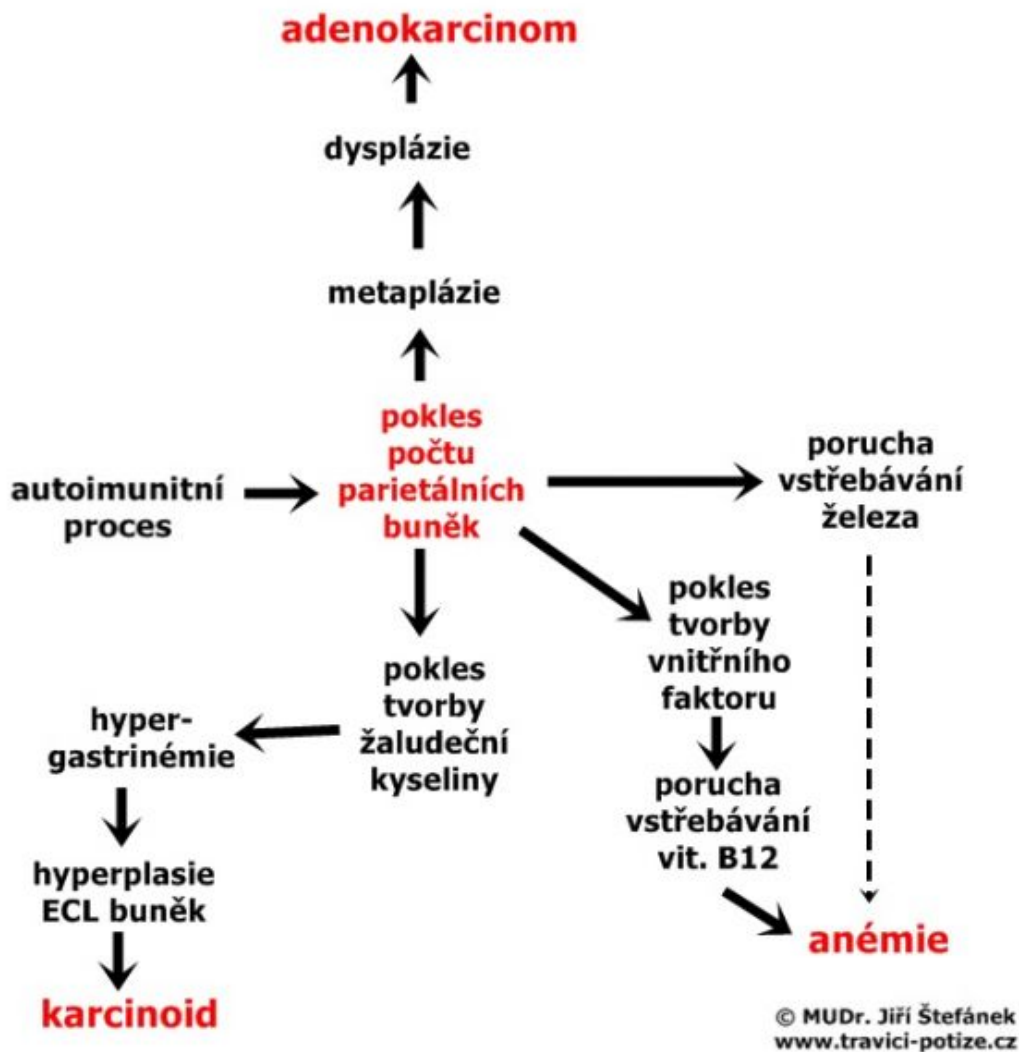 adenokarcinom
dysplázie
metaplázie
pokles
počtu
parietálních
buněk
autoimunitní
proces
porucha
vstřebávání
železa
pokles
tvorby
vnitřního
faktoru
pokles
tvorby
žaludeční
kyseliny
hyper-
gastrinémie
porucha
vstřebávání
vit. B12
hyperplasie
ECL buněk
anémie
karcinoid
© MUDr. Jiří Štefánek
www.travici-potize.cz